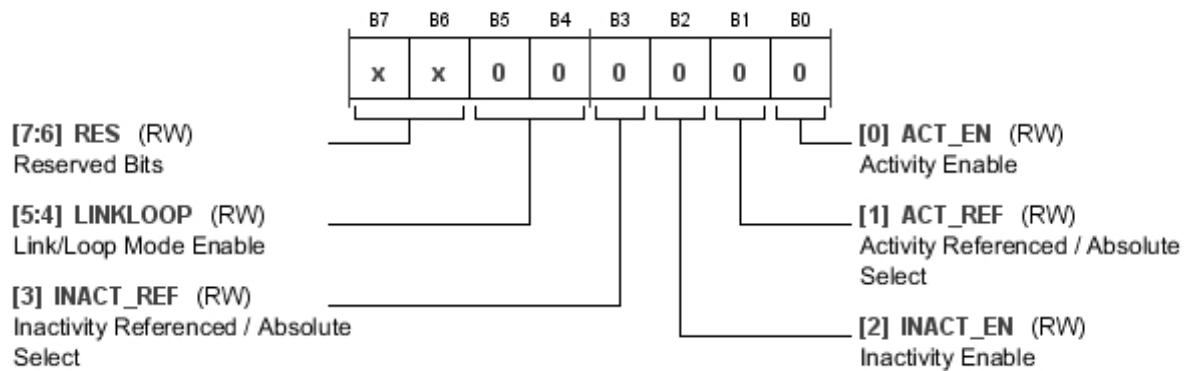 B7 B6 B5 B4 B3 B2 B1 B0
x x 0 0 0 0 0 0
[7:6] RES (RW)
Reserved Bits
[5:4] LINKLOOP (RW)
Link/Loop Mode Enable
[3] INACT_REF (RW)
Inactivity Referenced / Absolute
Select
[0] ACT_EN (RW)
Activity Enable
[1] ACT_REF (RW)
Activity Referenced / Absolute
Select
[2] INACT_EN (RW)
Inactivity Enable